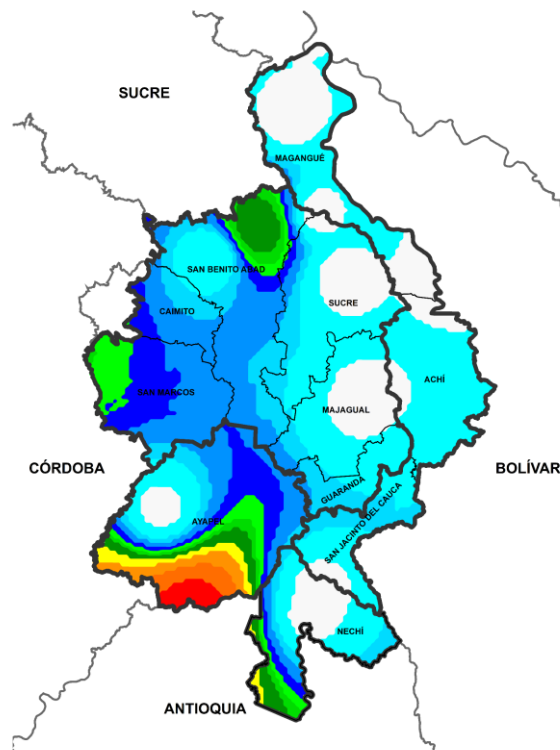 SUCRE
MAGANGUÉ
SAN BENITO ABAD
SUCRE
CAIMITO
ACHÍ
SAN MARCOS
MAJAGUAL
CÓRDOBA
BOLÍVAR
GUARANDA
AYAPEL
SAN JACINTO DEL CAUCA
NECHÍ
ANTIOQUIA